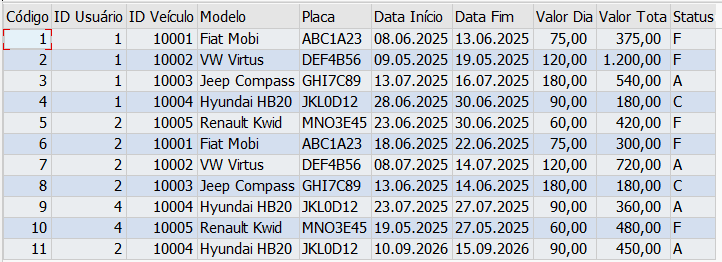 Código ID Usuário ID Veículo Modelo Placa Data Início Data Fim Valor Dia Valor Tota Status
1 1 10001 Fiat Mobi ABC1A23 08.06.2025 13.06.2025 75,00 375,00 F
2 1 10002 VW Virtus DEF4B56 09.05.2025 19.05.2025 120,00 1.200,00 F
3 1 10003 Jeep Compass GHI7C89 13.07.2025 16.07.2025 180,00 540,00 A
4 1 10004 Hyundai HB20 JKL0D12 28.06.2025 30.06.2025 90,00 180,00 C
5 2 10005 Renault Kwid MNO3E45 23.06.2025 30.06.2025 60,00 420,00 F
6 2 10001 Fiat Mobi ABC1A23 18.06.2025 22.06.2025 75,00 300,00 F
7 2 10002 VW Virtus DEF4B56 08.07.2025 14.07.2025 120,00 720,00 A
8 2 10003 Jeep Compass GHI7C89 13.06.2025 14.06.2025 180,00 180,00 C
9 4 10004 Hyundai HB20 JKL0D12 23.07.2025 27.07.2025 90,00 360,00 A
10 4 10005 Renault Kwid MNO3E45 19.05.2025 27.05.2025 60,00 480,00 F
11 2 10004 Hyundai HB20 JKL0D12 10.09.2026 15.09.2026 90,00 450,00 A